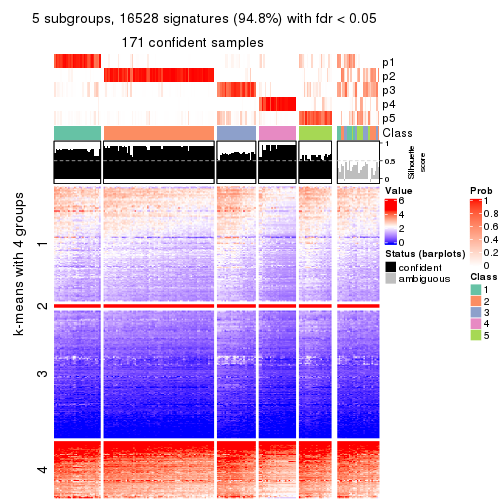 5 subgroups, 16528 signatures (94.8%) with fdr < 0.05
171 confident samples
p1
p2
p3
p4
p5
Class
1
0.5
0
Silhouette
score
k-means with 4 groups
1
2
3
4
Value
6
4
2
0
Status (barplots)
confident
ambiguous
Prob
1
0.8
0.6
0.4
0.2
0
Class
1
2
3
4
5